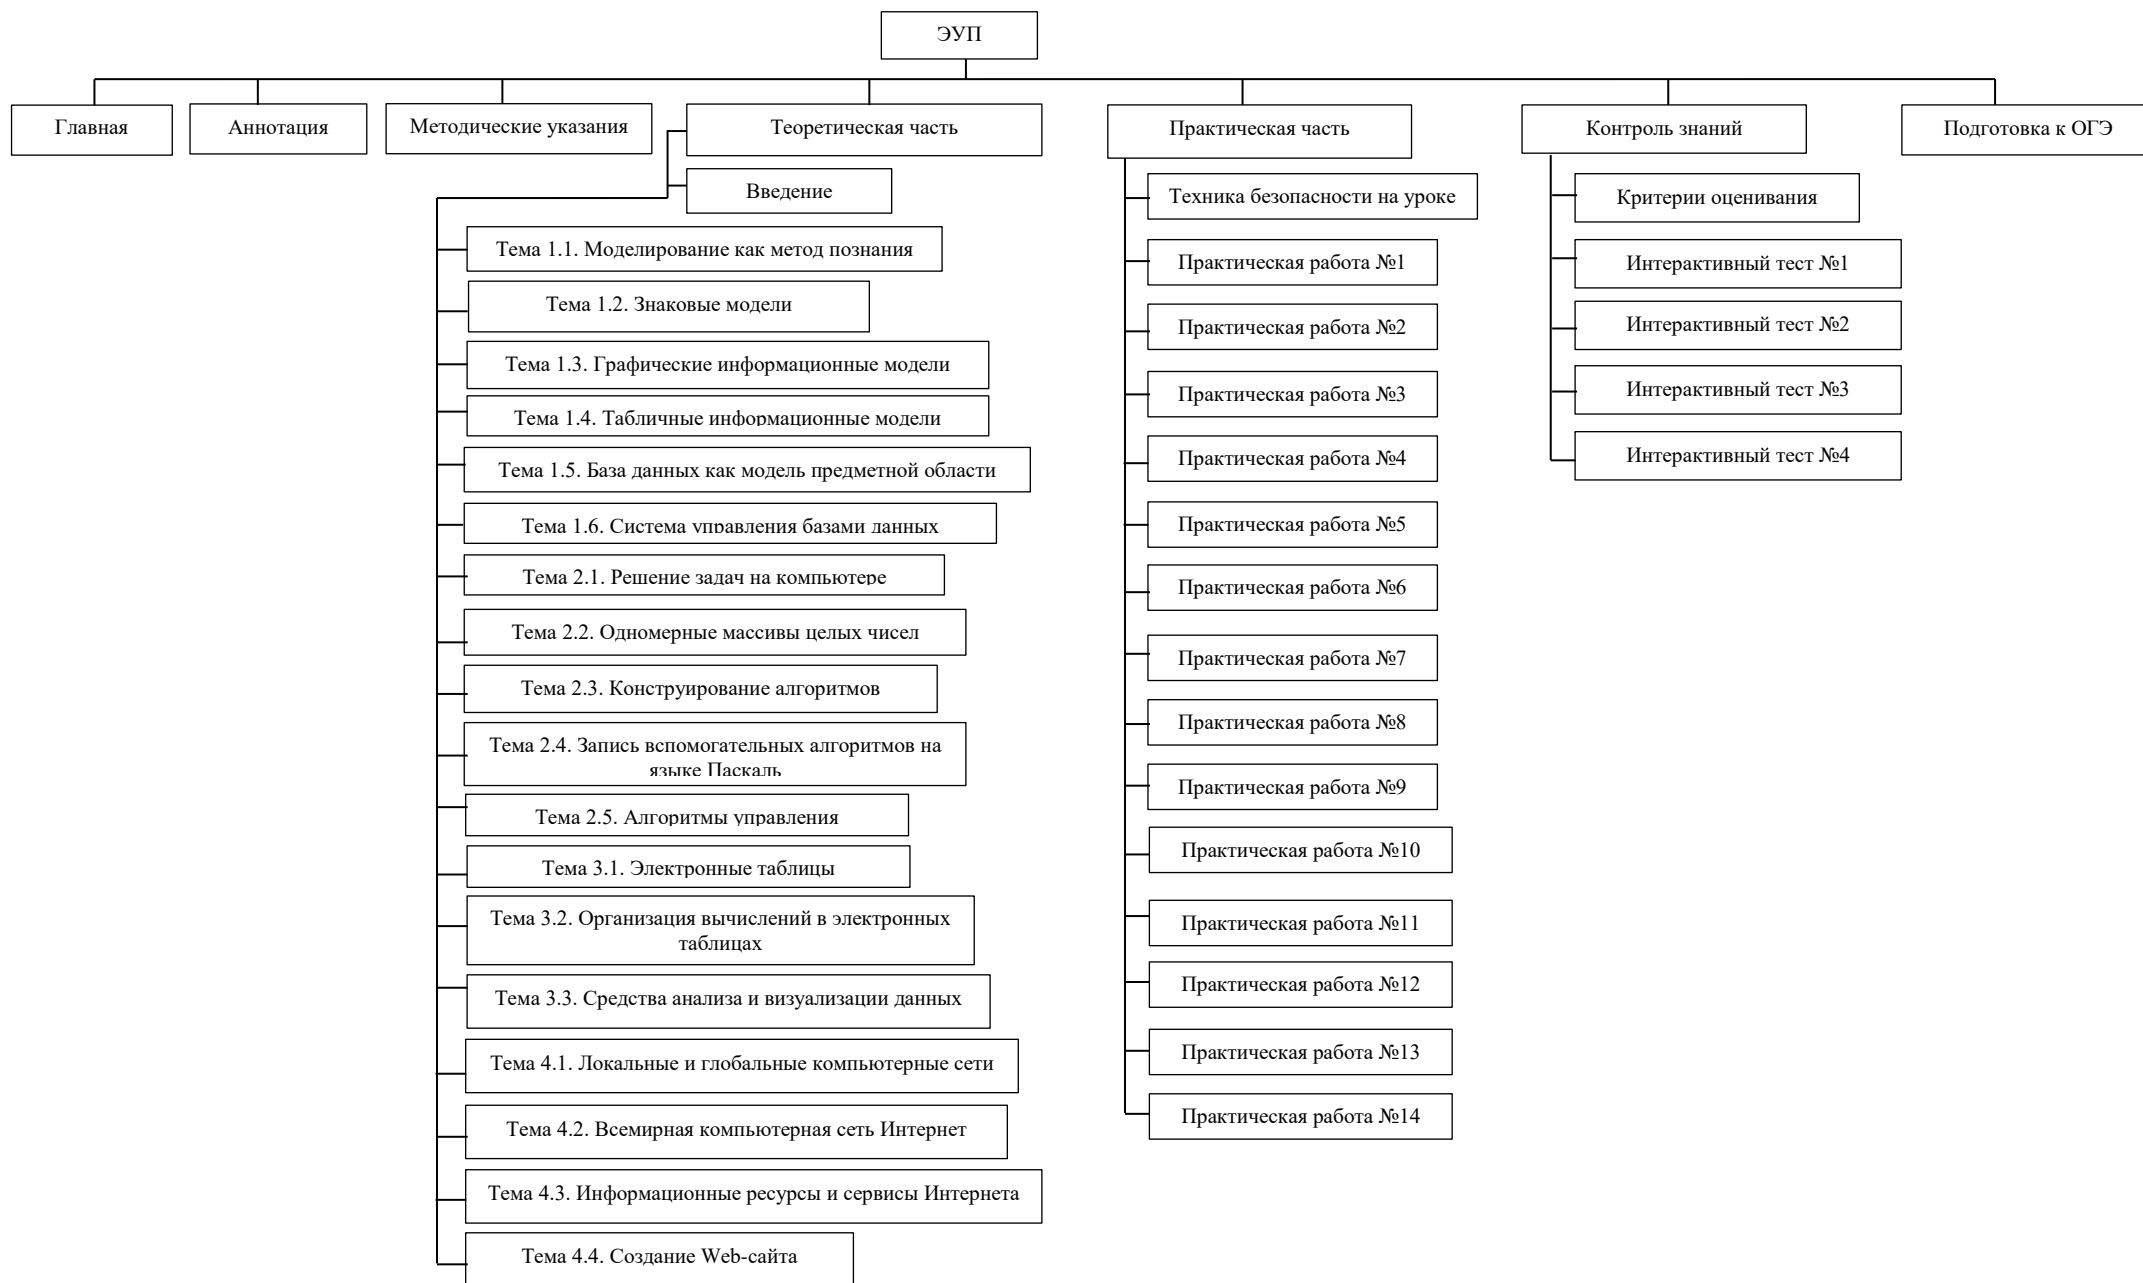 ЭУП
Главная
Аннотация
Методические указания
Теоретическая часть
Практическая часть
Контроль знаний
Подготовка к ОГЭ
Введение
Тема 1.1. Моделирование как метод познания
Тема 1.2. Знаковые модели
Тема 1.3. Графические информационные модели
Тема 1.4. Табличные информационные модели
Тема 1.5. База данных как модель предметной области
Тема 1.6. Система управления базами данных
Тема 2.1. Решение задач на компьютере
Тема 2.2. Одномерные массивы целых чисел
Тема 2.3. Конструирование алгоритмов
Тема 2.4. Запись вспомогательных алгоритмов на
языке Паскаль
Тема 2.5. Алгоритмы управления
Тема 3.1. Электронные таблицы
Тема 3.2. Организация вычислений в электронных
таблицах
Тема 3.3. Средства анализа и визуализации данных
Тема 4.1. Локальные и глобальные компьютерные сети
Тема 4.2. Всемирная компьютерная сеть Интернет
Тема 4.3. Информационные ресурсы и сервисы Интернета
Тема 4.4. Создание Web-сайта
Техника безопасности на уроке
Практическая работа №1
Практическая работа №2
Практическая работа №3
Практическая работа №4
Практическая работа №5
Практическая работа №6
Практическая работа №7
Практическая работа №8
Практическая работа №9
Практическая работа №10
Практическая работа №11
Практическая работа №12
Практическая работа №13
Практическая работа №14
Критерии оценивания
Интерактивный тест №1
Интерактивный тест №2
Интерактивный тест №3
Интерактивный тест №4